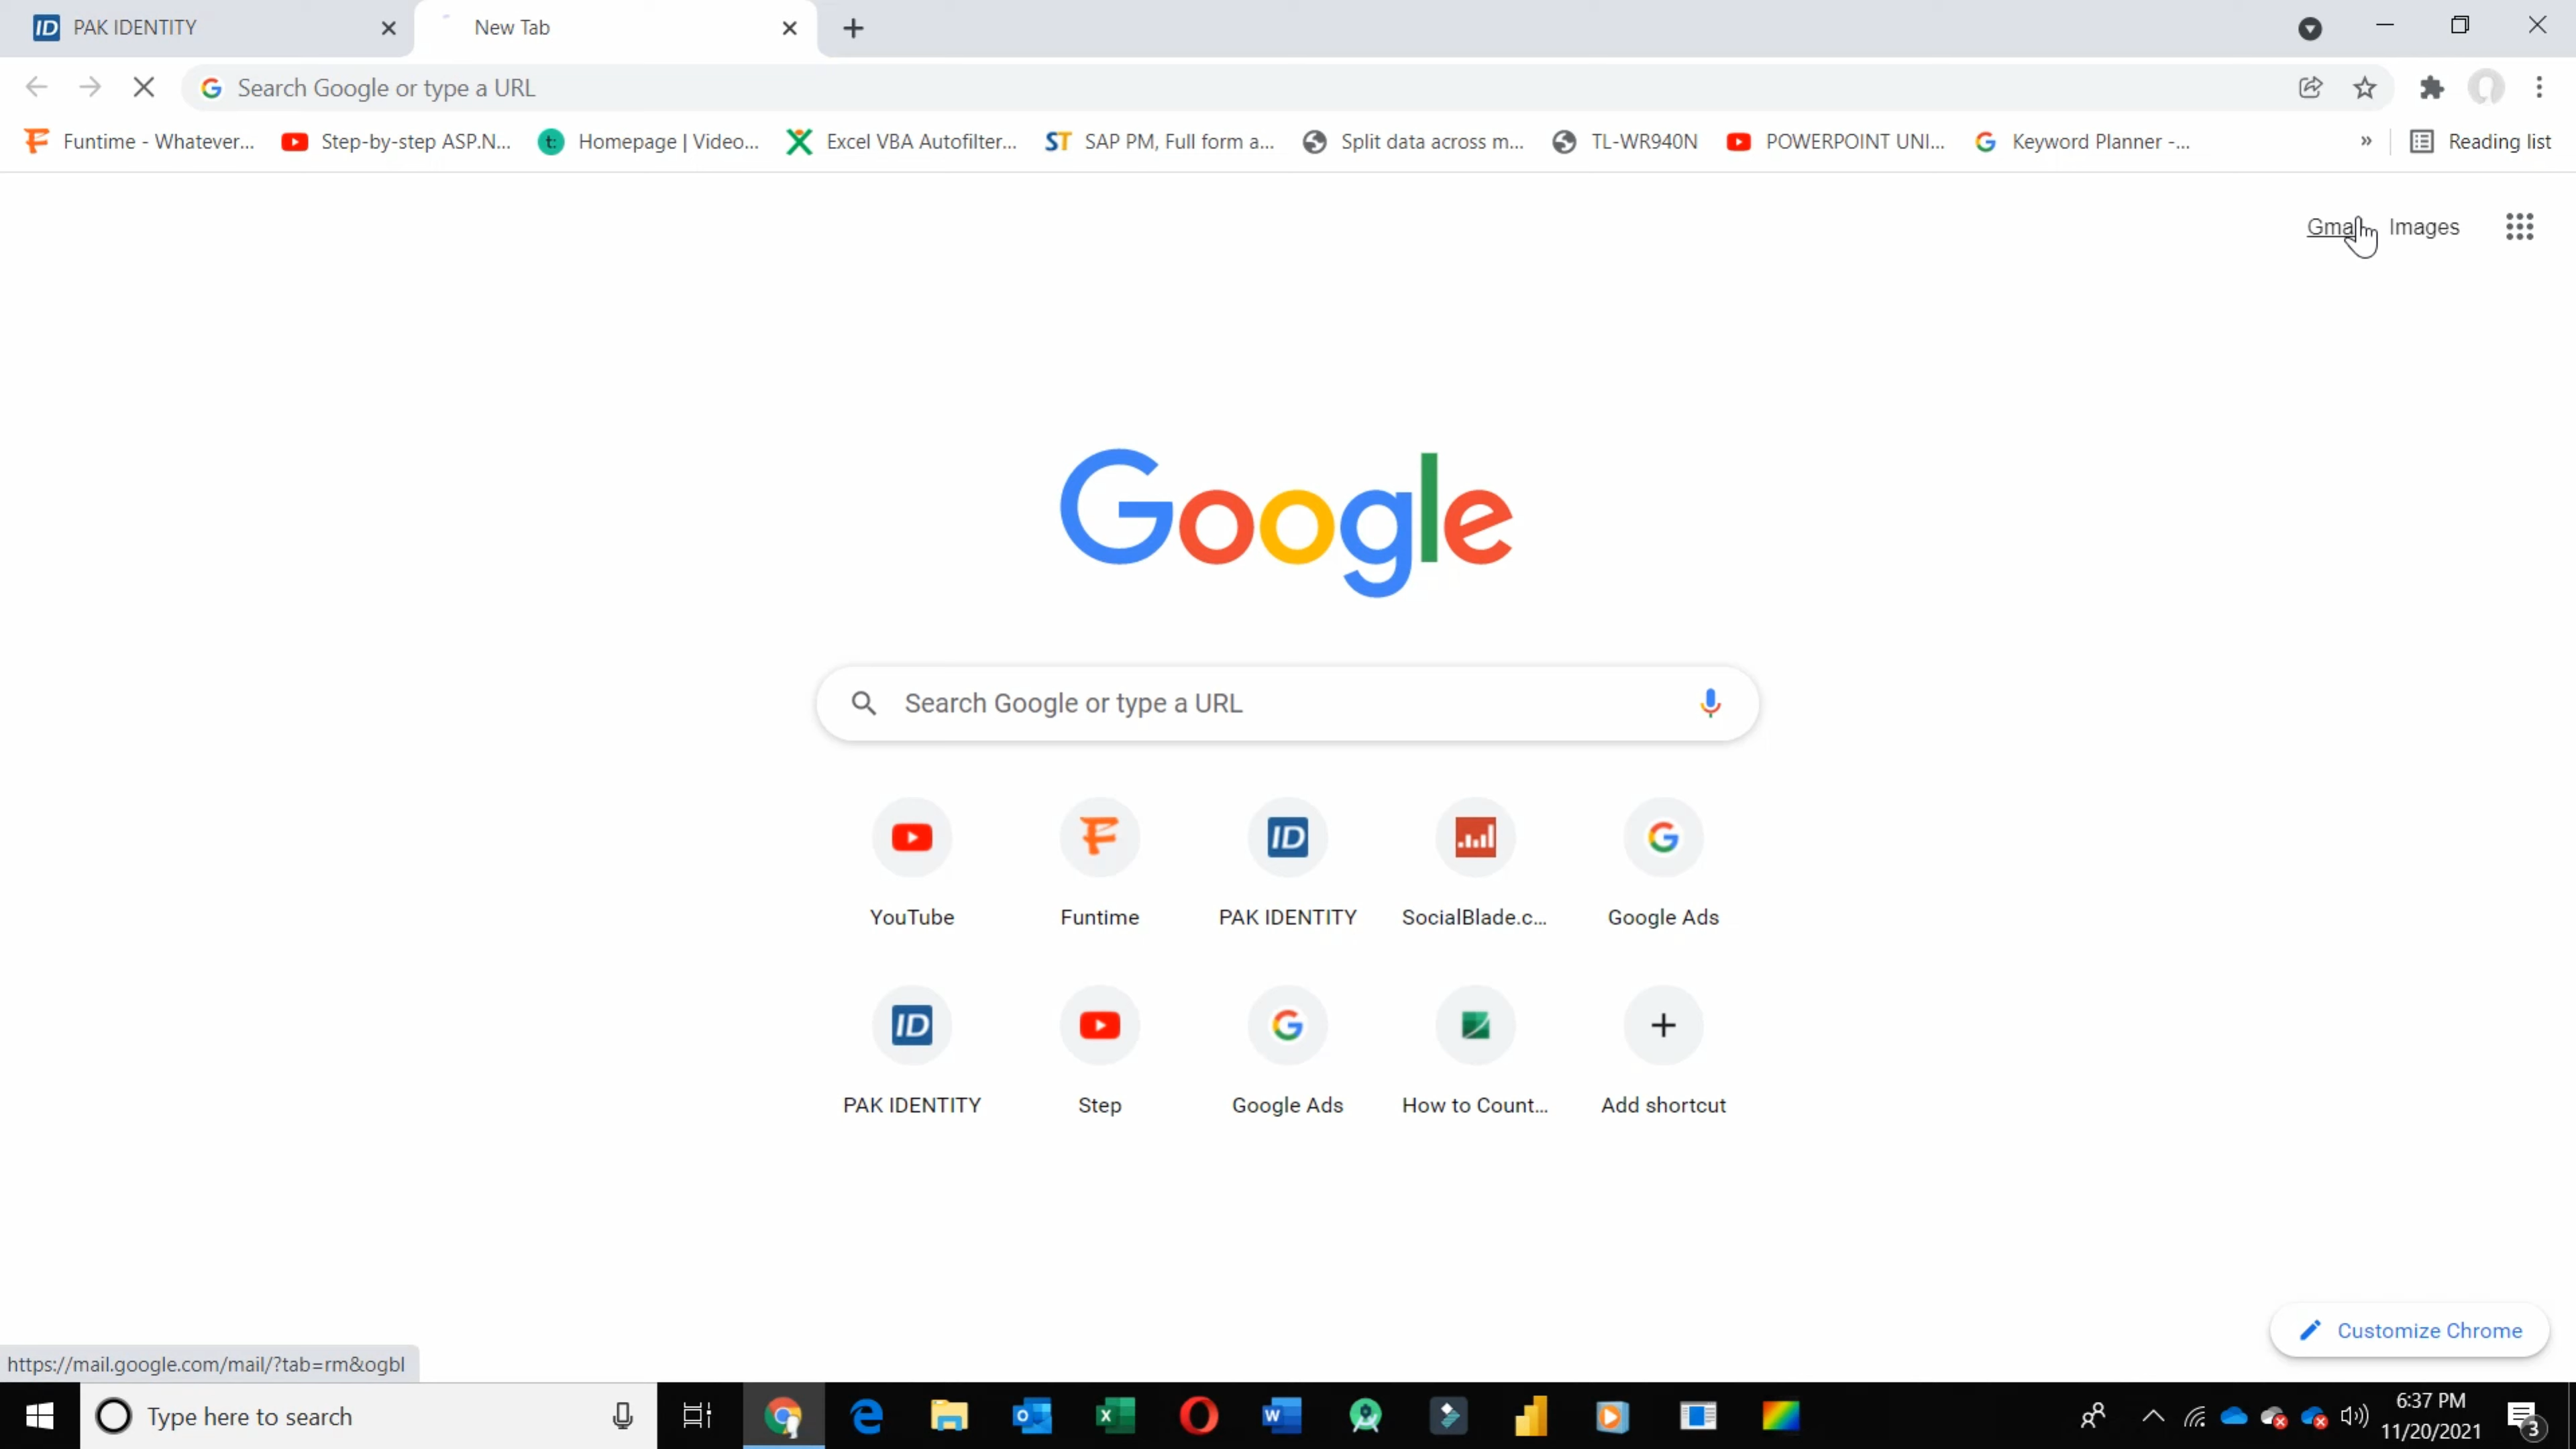 PAK IDENTITY
New Tab
Search Google or type a URL
Funtime - Whatever...
Step-by-step ASP.N...
t:
Homepage | Video...
Excel VBA Autofilter...
ST
SAP PM, Full form a...
Split data across m...
TL-WR940N
POWERPOINT UNI...
Keyword Planner -...
»
Reading list
Images
Google
Search Google or type a URL
YouTube
Funtime
PAK IDENTITY
SocialBlade.c...
Google Ads
PAK IDENTITY
Step
Google Ads
How to Count...
Add shortcut
Customize Chrome
https://mail.google.com/mail/?tab=rm&ogbl
Type here to search
6:37 PM
11/20/2021
3